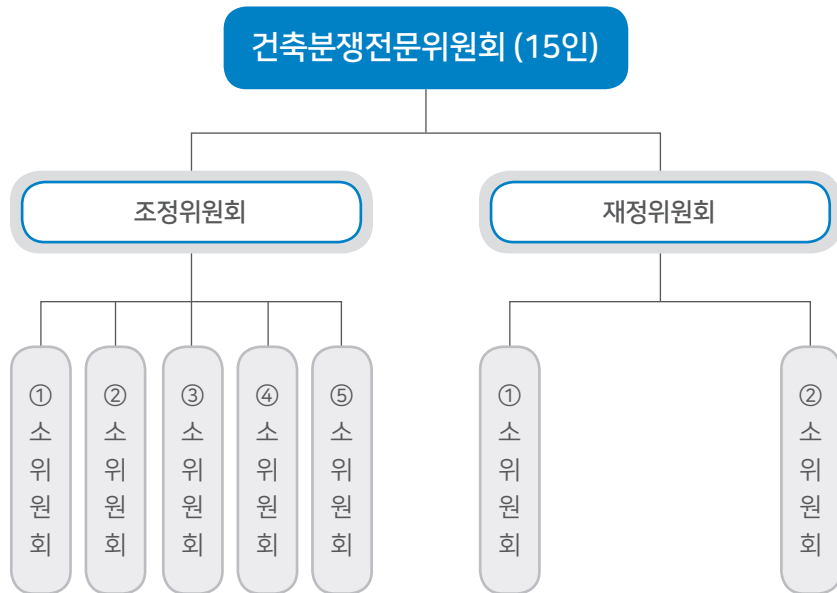 건축분쟁전문위원회 (15인)
조정위원회
재정위원회
① 소위원회
② 소위원회
③ 소위원회
④ 소위원회
⑤ 소위원회
① 소위원회
② 소위원회